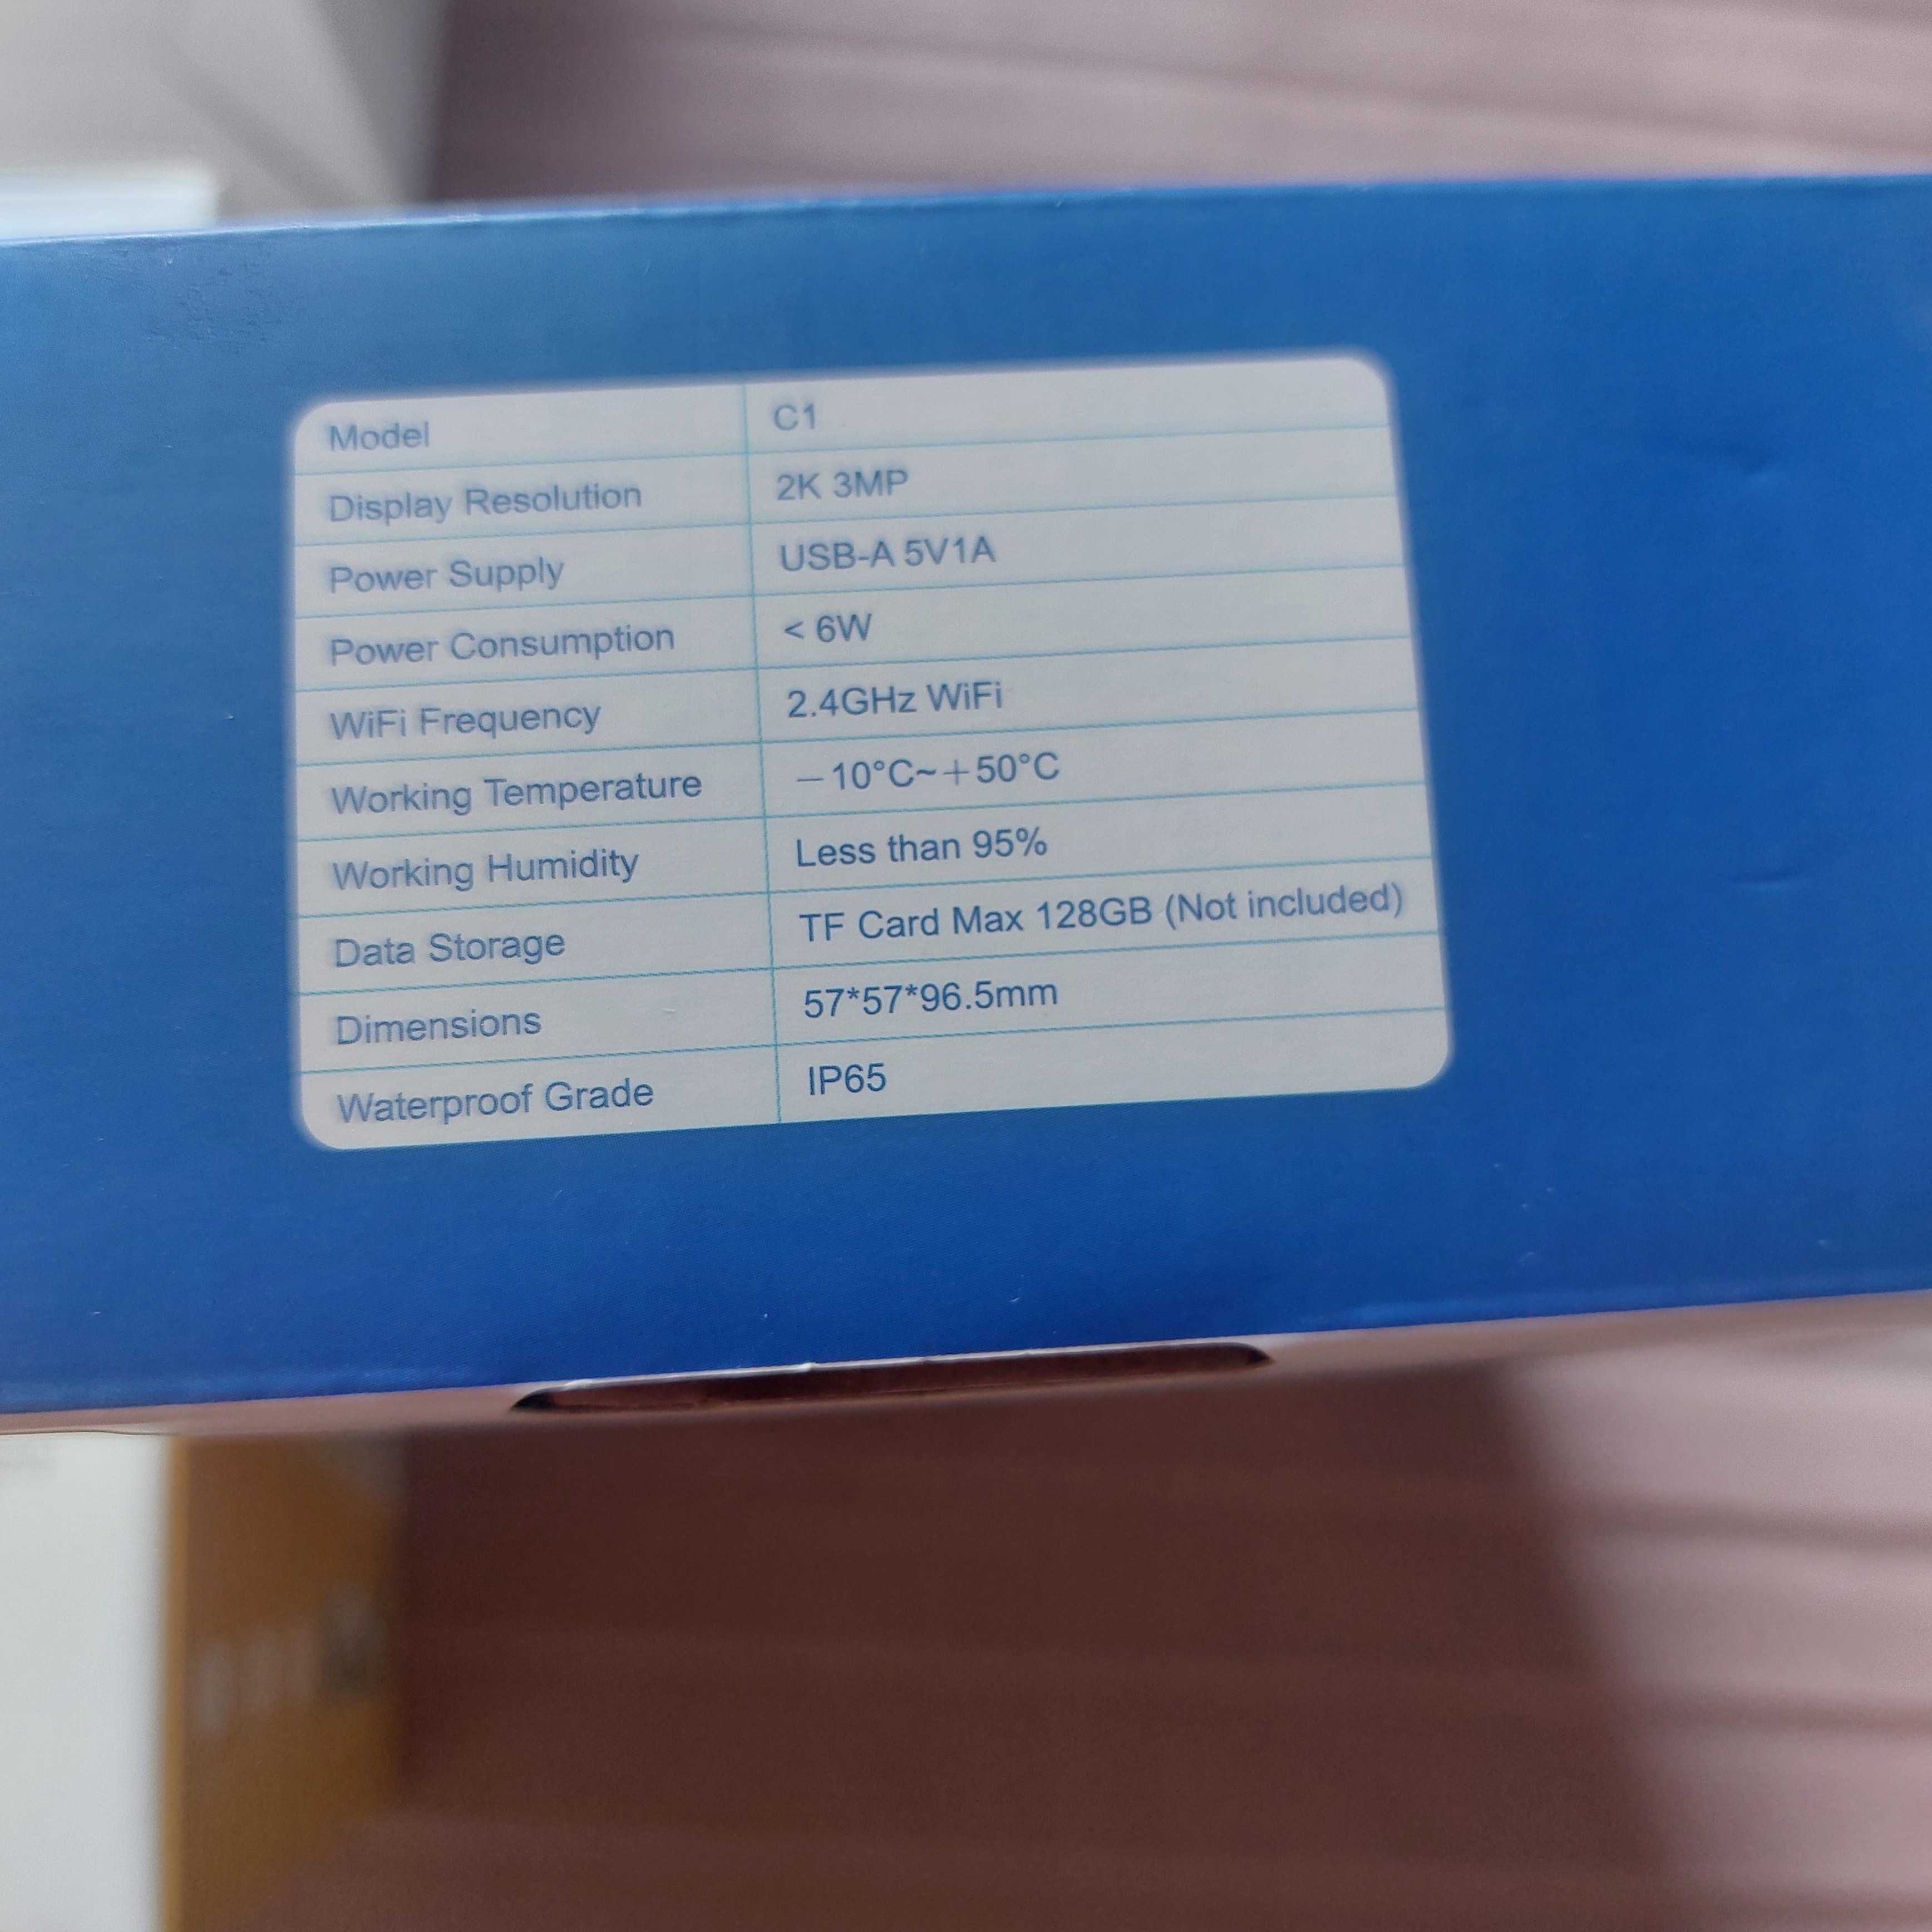 Model C1
Display Resolution 2K 3MP
Power Supply USB-A 5V1A
Power Consumption < 6W
WiFi Frequency 2.4GHz WiFi
Working Temperature －10°C~＋50°C
Working Humidity Less than 95%
Data Storage TF Card Max 128GB (Not included)
Dimensions 57*57*96.5mm
Waterproof Grade IP65